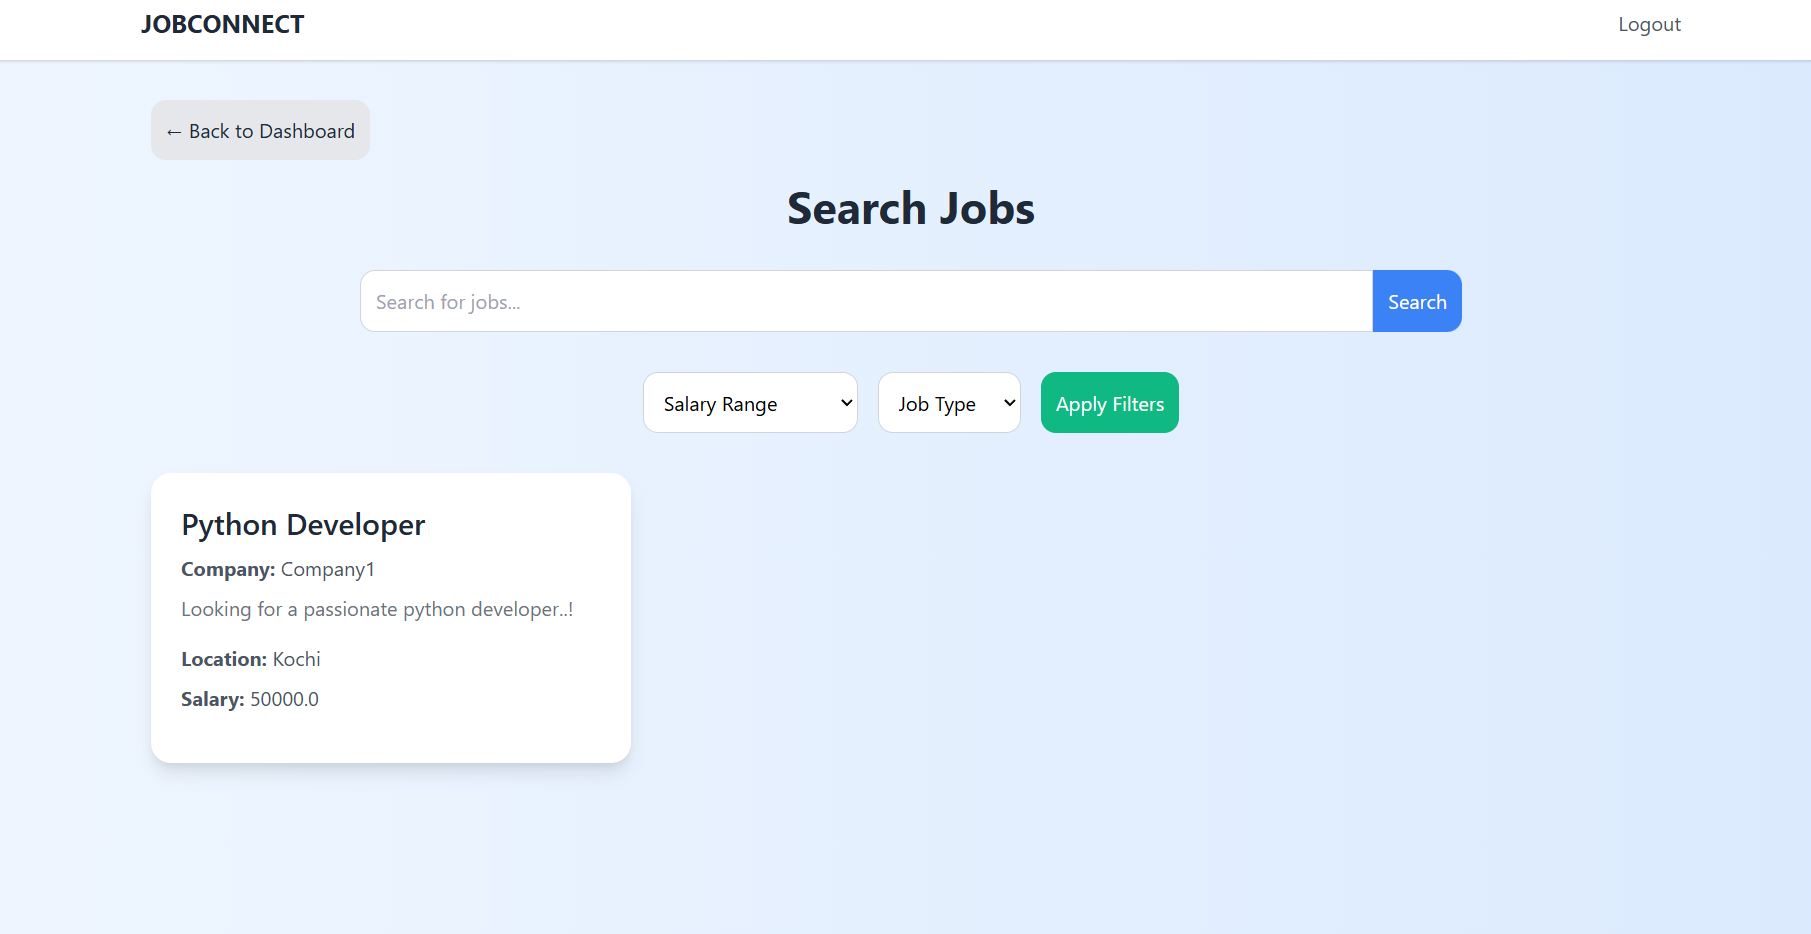 JOBCONNECT
Logout
← Back to Dashboard
Search Jobs
Search for jobs...
Search
Salary Range
Job Type
Apply Filters
Python Developer
Company: Company1
Looking for a passionate python developer..!
Location: Kochi
Salary: 50000.0